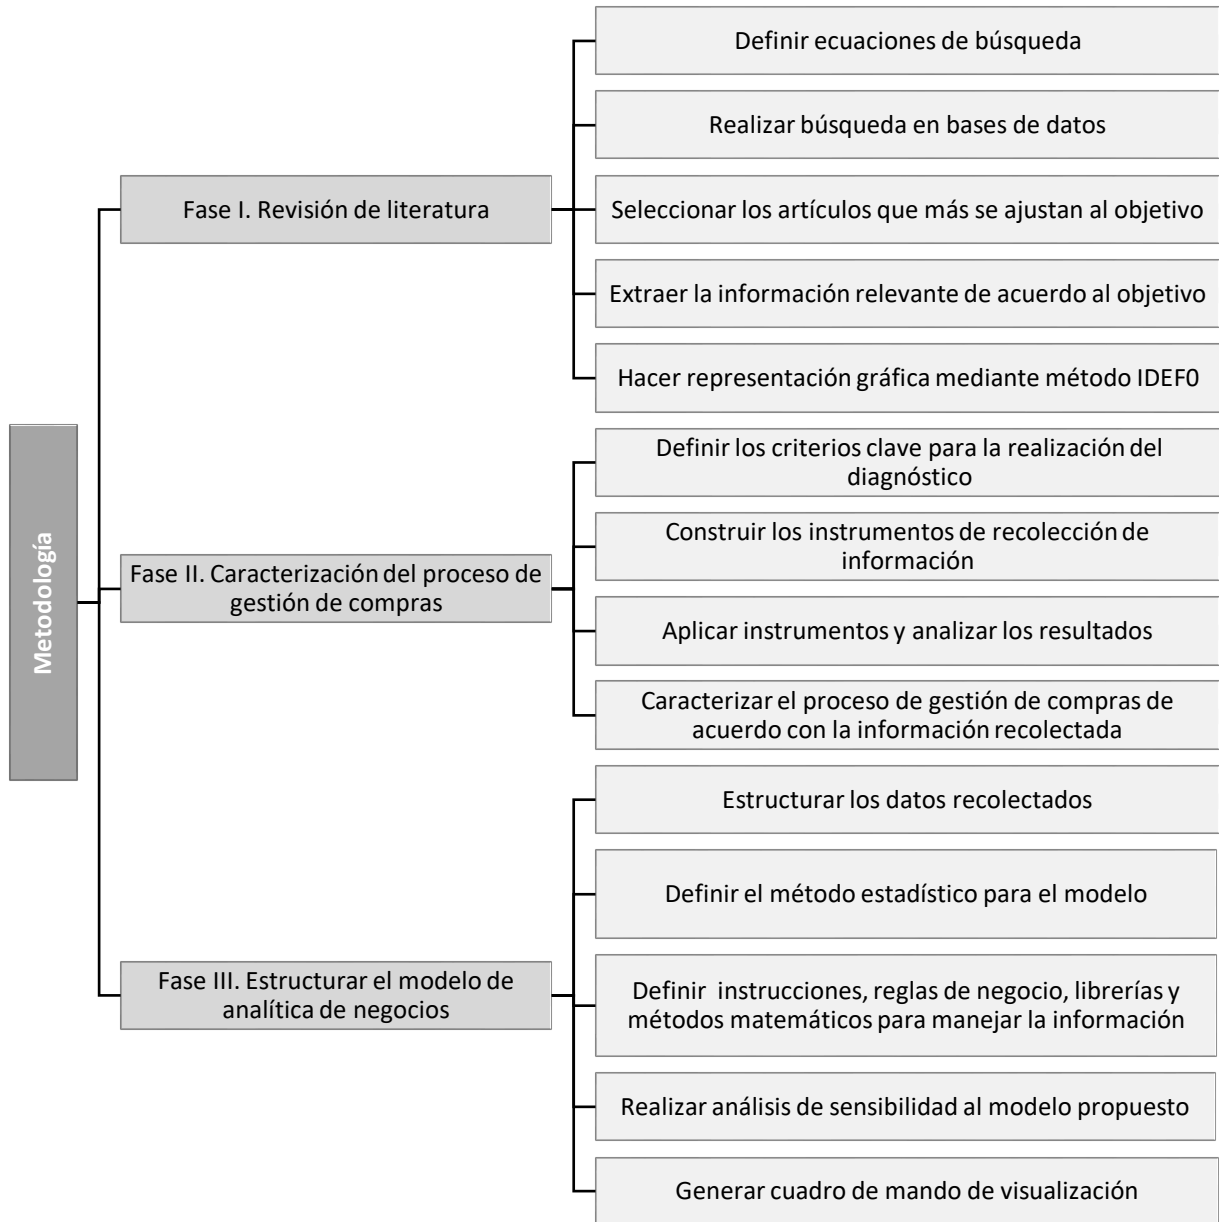 Metodología
Fase I. Revisión de literatura
Definir ecuaciones de búsqueda
Realizar búsqueda en bases de datos
Seleccionar los artículos que más se ajustan al objetivo
Extraer la información relevante de acuerdo al objetivo
Hacer representación gráfica mediante método IDEF0
Fase II. Caracterización del proceso de
gestión de compras
Definir los criterios clave para la realización del
diagnóstico
Construir los instrumentos de recolección de
información
Aplicar instrumentos y analizar los resultados
Caracterizar el proceso de gestión de compras de
acuerdo con la información recolectada
Fase III. Estructurar el modelo de
analítica de negocios
Estructurar los datos recolectados
Definir el método estadístico para el modelo
Definir  instrucciones, reglas de negocio, librerías y
métodos matemáticos para manejar la información
Realizar análisis de sensibilidad al modelo propuesto
Generar cuadro de mando de visualización